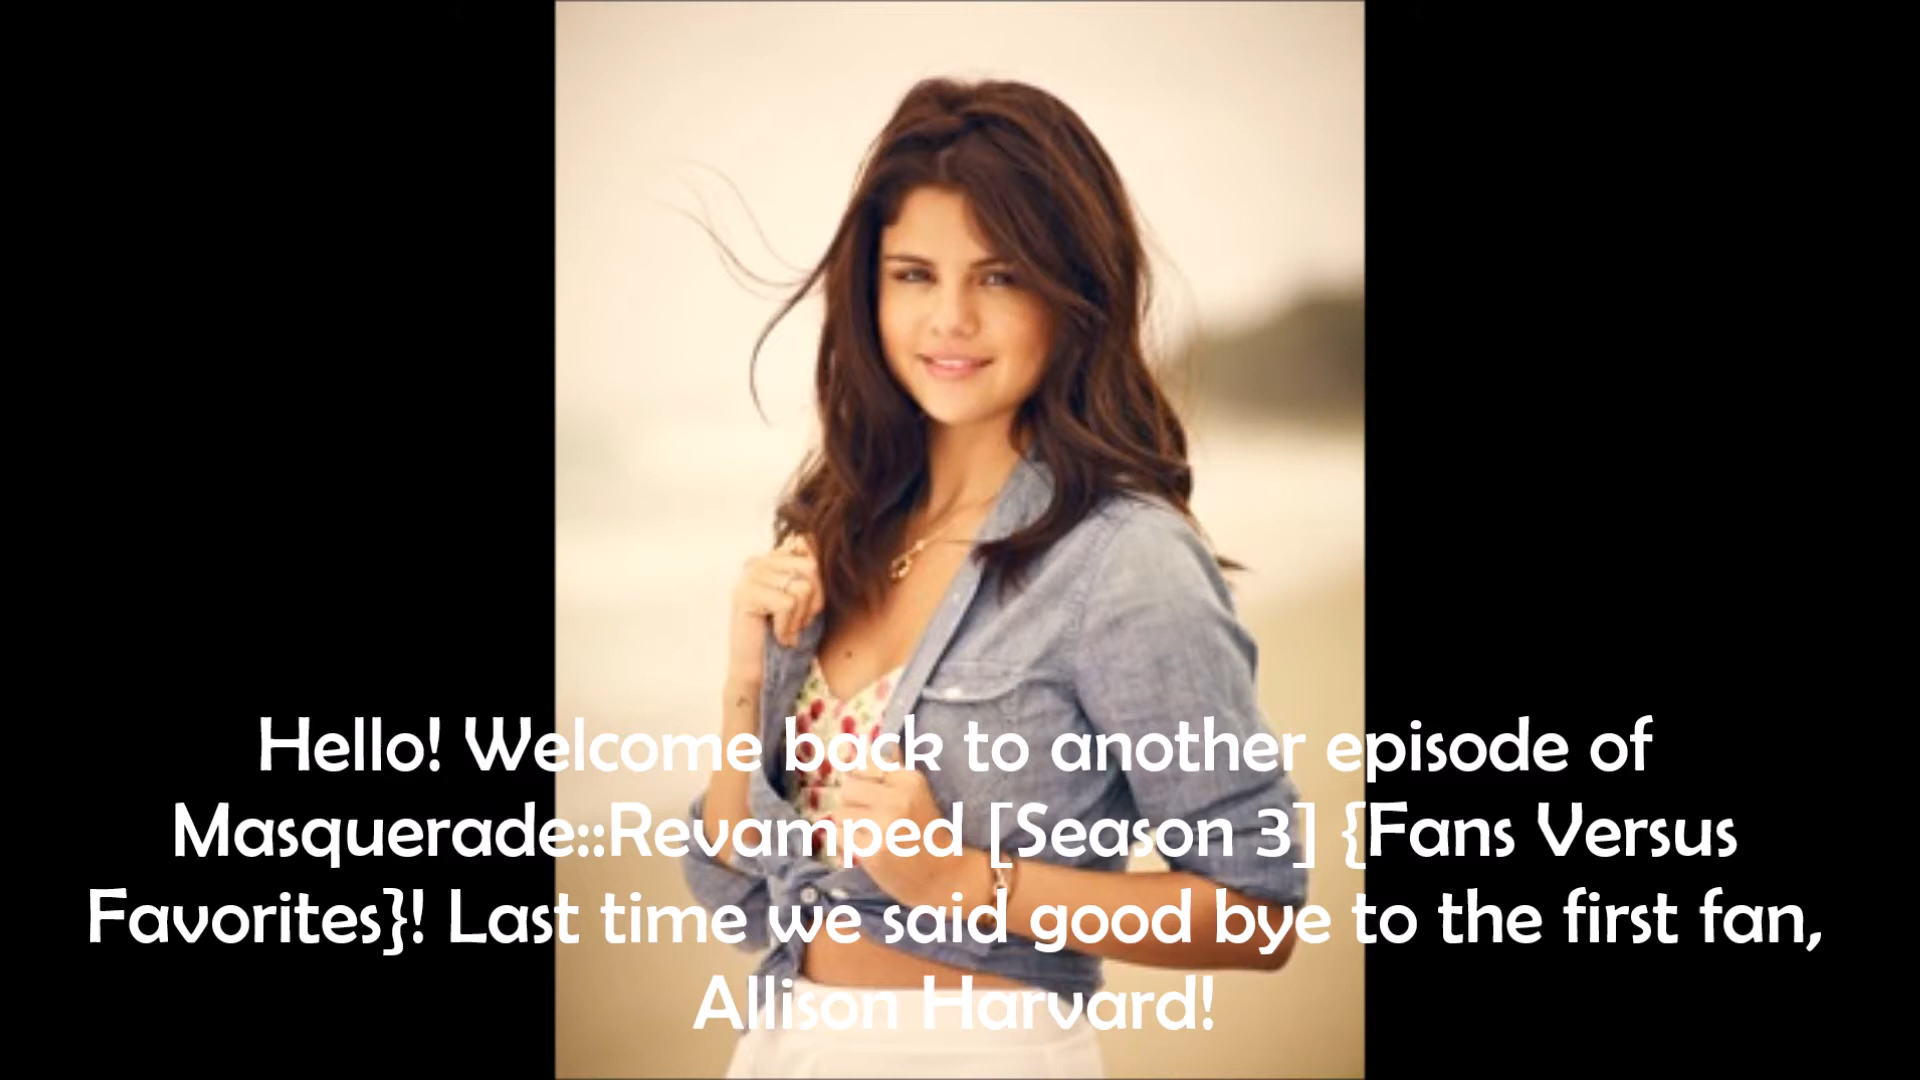 Hello! Welcome back to another episode of
Masquerade::Revamped [Season 3] {Fans Versus
Favorites}! Last time we said good bye to the first fan,
Allison Harvard!